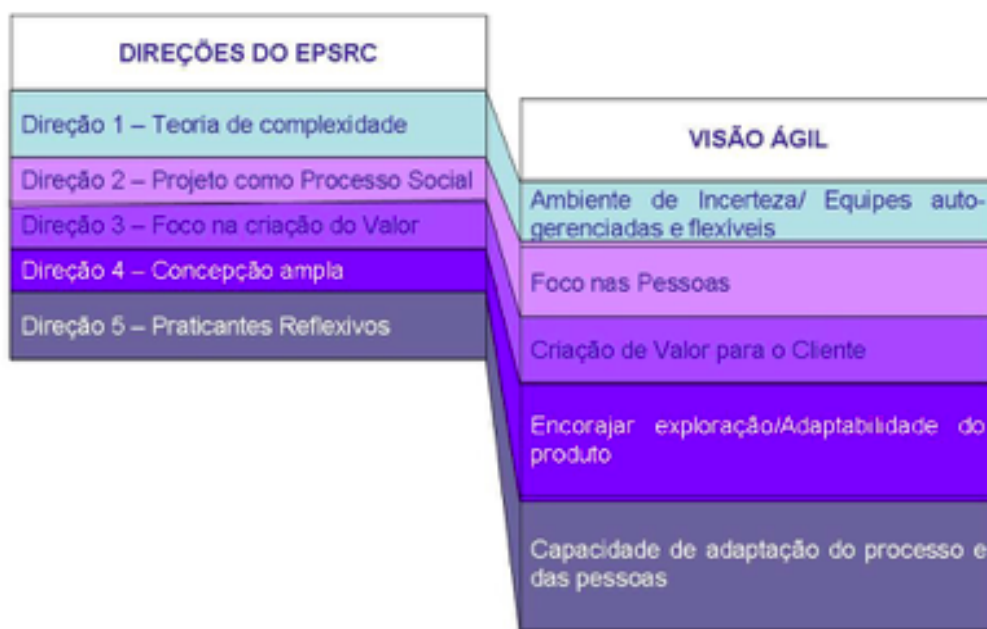 DIREÇÕES DO EPSRC
Direção 1 – Teoria de complexidade
Direção 2 – Projeto como Processo Social
Direção 3 – Foco na criação do Valor
Direção 4 – Concepção ampla
Direção 5 – Praticantes Reflexivos
VISÃO ÁGIL
Ambiente de Incerteza/ Equipes auto-
gerenciadas e flexíveis
Foco nas Pessoas
Criação de Valor para o Cliente
Encorajar exploração/Adaptabilidade do
produto
Capacidade de adaptação do processo e
das pessoas